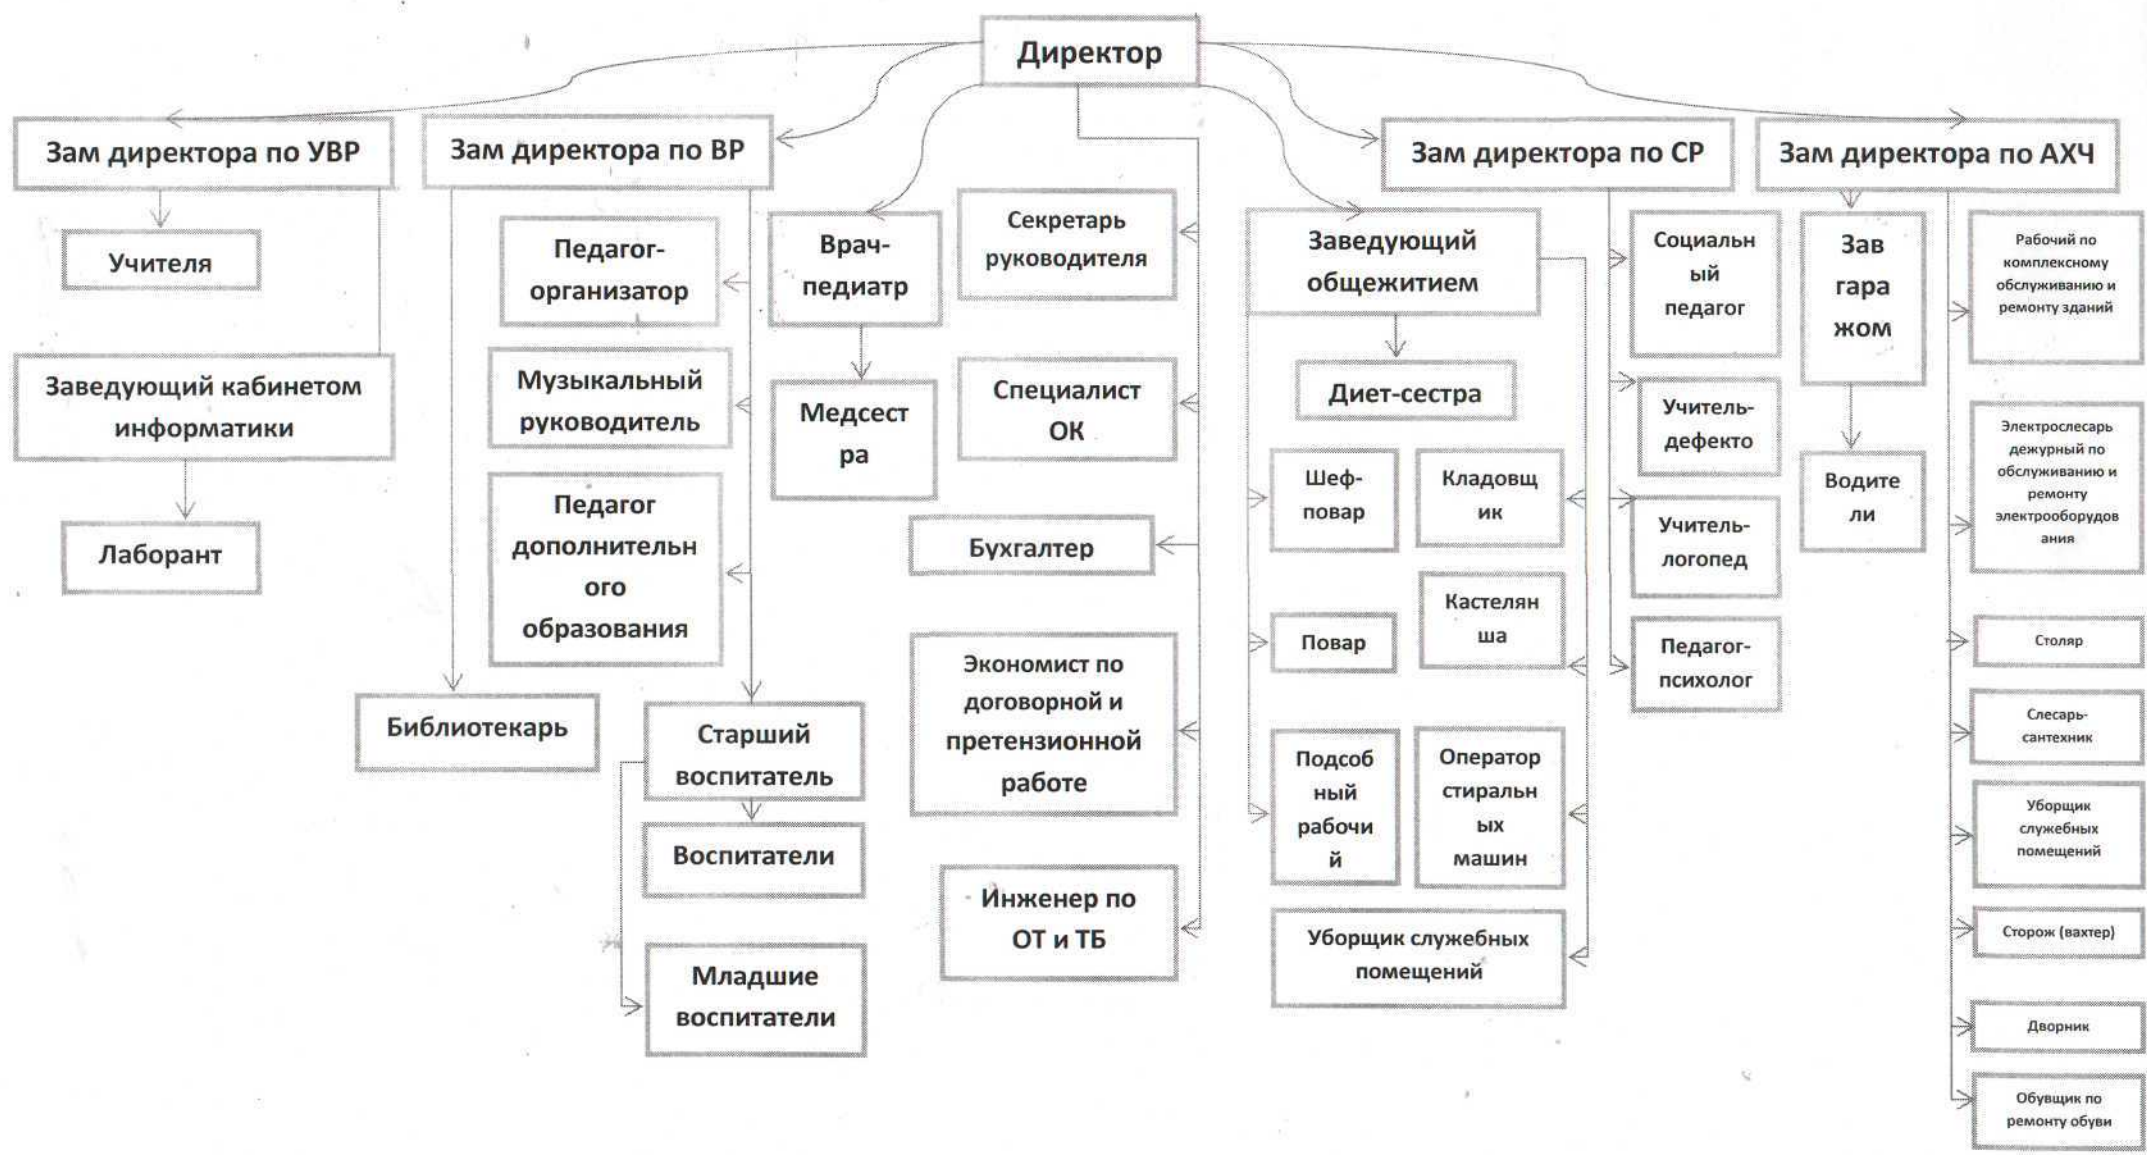 Директор
Зам директора по УВР
Учителя
Заведующий кабинетом
информатики
Лаборант
Зам директора по ВР
Педагог-
организатор
Музыкальный
руководитель
Педагог
дополнительн
ого
образования
Библиотекарь
Старший
воспитатель
Воспитатели
Младшие
воспитатели
Врач-
педиатр
Медсест
ра
Секретарь
руководителя
Специалист
ОК
Бухгалтер
Экономист по
договорной и
претензионной
работе
Инженер по
ОТ и ТБ
Заведующий
общежитием
Диет-сестра
Шеф-
повар
Повар
Подсоб
ный
рабочи
й
Кладовщ
ик
Кастелян
ша
Оператор
стиральн
ых
машин
Уборщик служебных
помещений
Зам директора по СР
Социальн
ый
педагог
Учитель-
дефекто
Учитель-
логопед
Педагог-
психолог
Зам директора по АХЧ
Зав
гара
жом
Водите
ли
Рабочий по
комплексному
обслуживанию и
ремонту зданий
Электрослесарь
дежурный по
обслуживанию и
ремонту
электрооборудов
ания
Столяр
Слесарь-
сантехник
Уборщик
служебных
помещений
Сторож (вахтер)
Дворник
Обувщик по
ремонту обуви